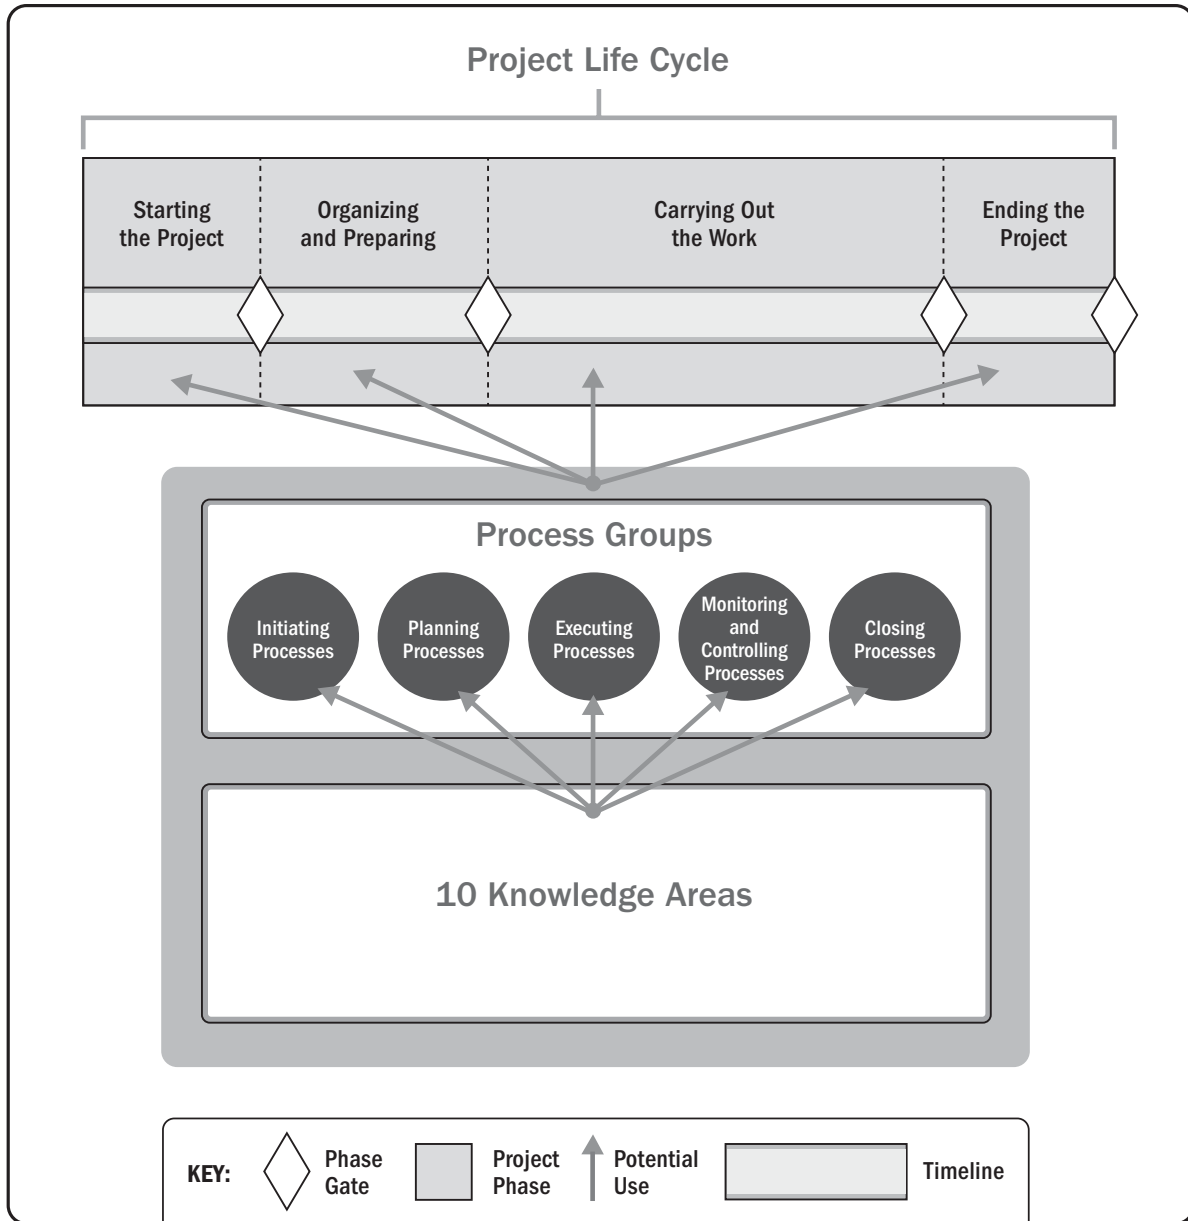 Project Life Cycle
Starting
the Project
Organizing
and Preparing
Carrying Out
the Work
Ending the
Project
Process Groups
Initiating
Processes
Planning
Processes
Executing
Processes
Monitoring
and
Controlling
Processes
Closing
Processes
10 Knowledge Areas
KEY:
Phase
Gate
Project
Phase
Potential
Use
Timeline